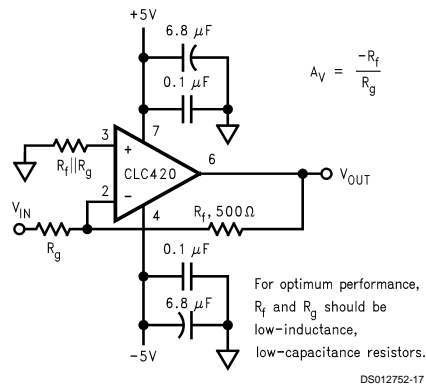 +5V
6.8 μF
0.1 μF
A_V = -R_f / R_g
3
7
R_f||R_g
+
CLC420
6
V_OUT
2
−
V_IN
4
R_f, 500Ω
R_g
0.1 μF
6.8 μF
−5V
For optimum performance,
R_f and R_g should be
low-inductance,
low-capacitance resistors.
DS012752-17